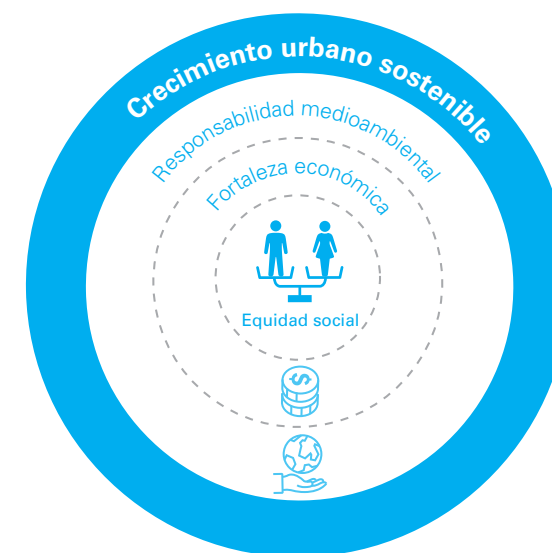 Crecimiento urbano sostenible
Responsabilidad medioambiental
Fortaleza económica
Equidad social
$